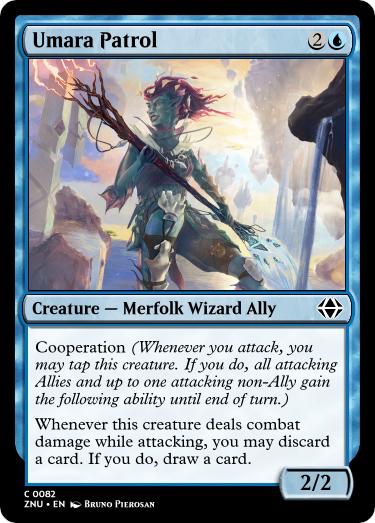 Umara Patrol 2
Creature — Merfolk Wizard Ally
Cooperation (Whenever you attack, you
may tap this creature. If you do, all attacking
Allies and up to one attacking non-Ally gain
the following ability until end of turn.)
Whenever this creature deals combat
damage while attacking, you may discard
a card. If you do, draw a card.
2/2
C 0082
ZNU • EN Bruno Pierosan